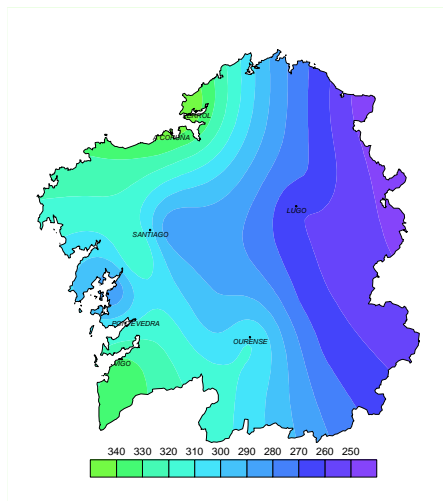 FERROL
A CORUÑA
LUGO
SANTIAGO
PONTEVEDRA
OURENSE
VIGO
340 330 320 310 300 290 280 270 260 250